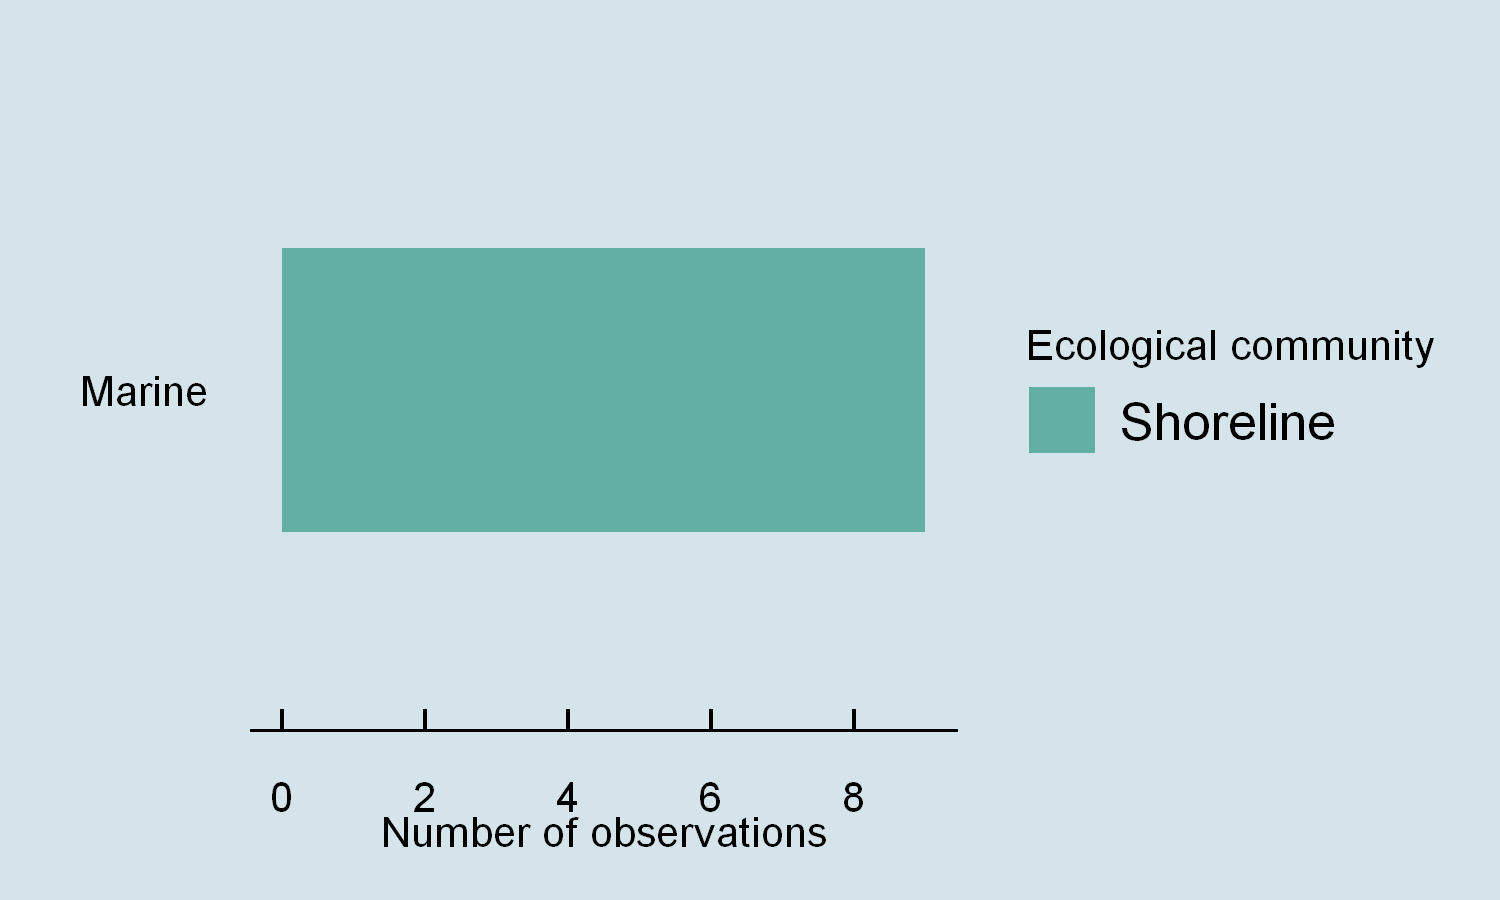 Marine
Ecological community
Shoreline
0 2 4 6 8
Number of observations